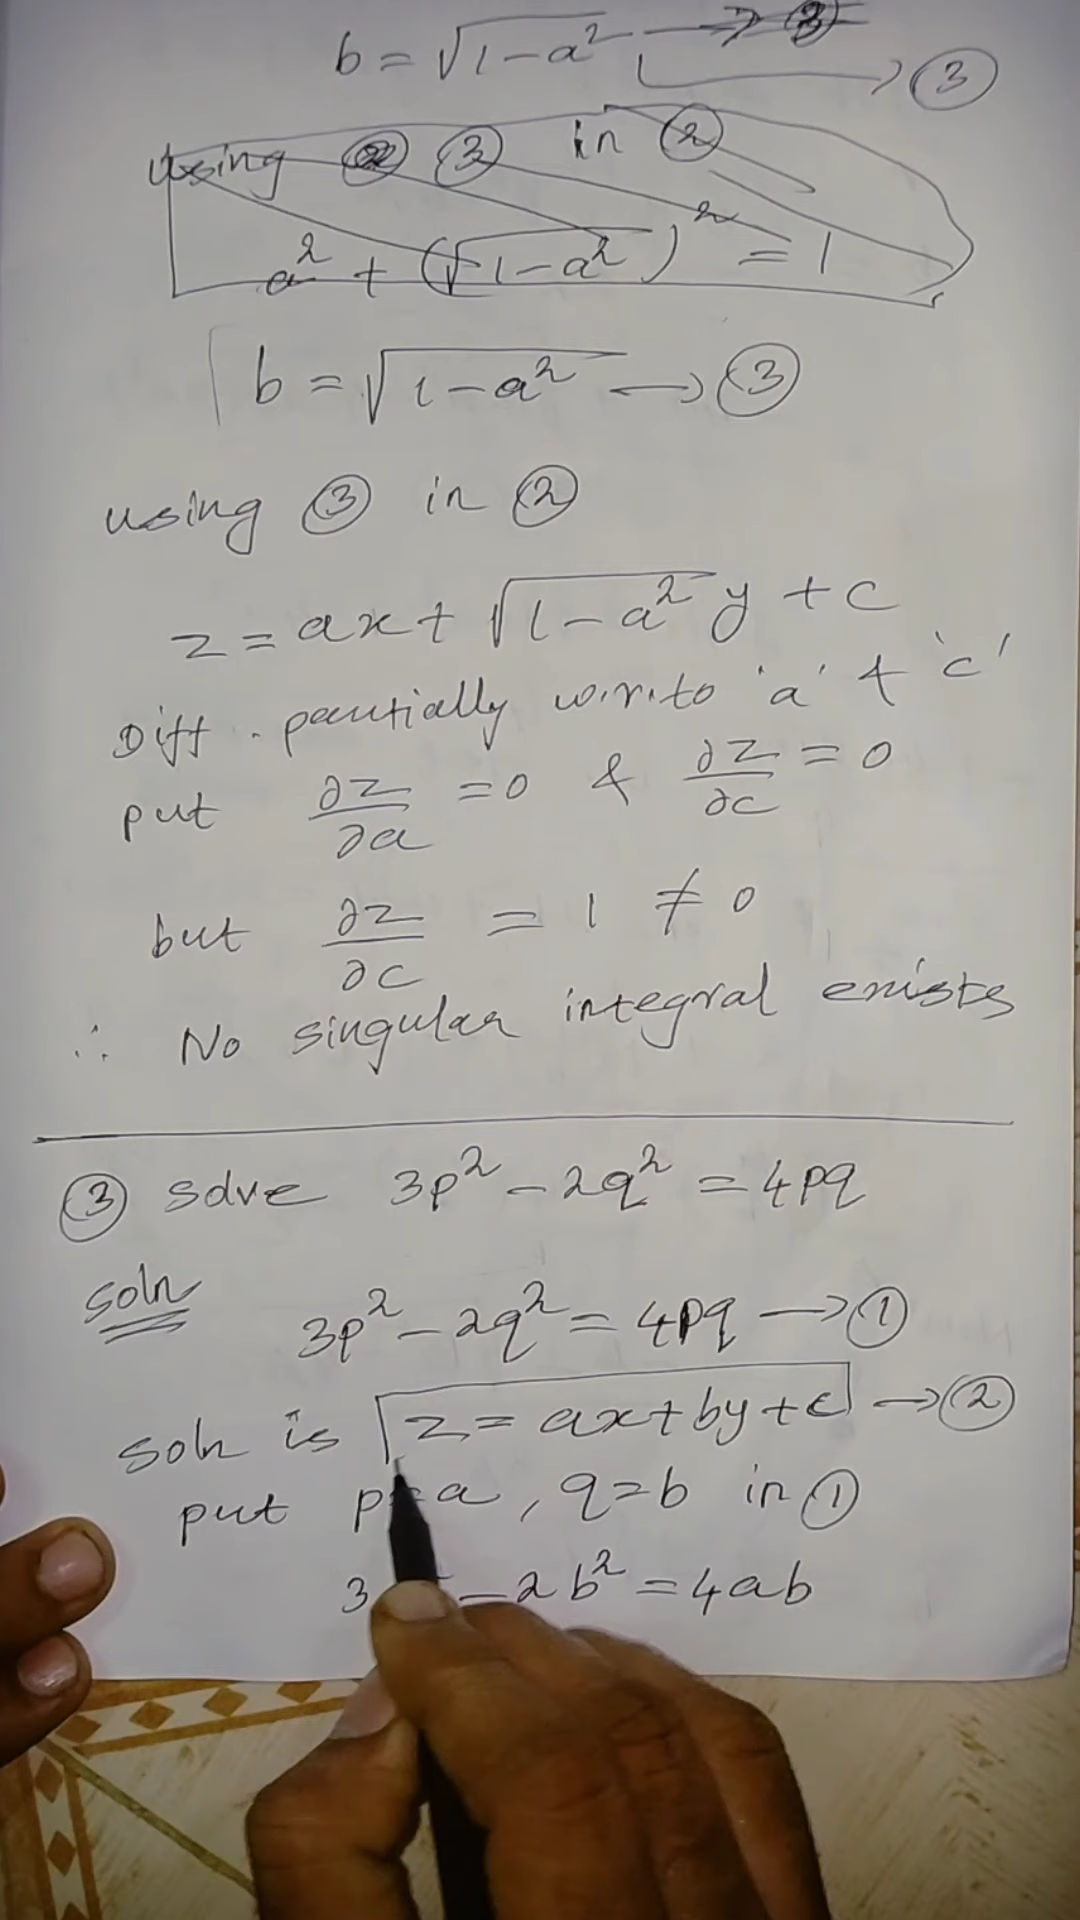 b = √1-a² → ③
using ③ in ②
a² + (√1-a²)² = 1
b = √1-a² → ③
using ③ in ②
z = ax + √1-a² y + c
Diff. partially w.r.to 'a' & 'c'
put ∂z/∂a = 0 & ∂z/∂c = 0
but ∂z/∂c = 1 ≠ 0
∴ No singular integral exists
③ solve 3p² - 2q² = 4pq
soln
3p² - 2q² = 4pq → ①
soln is z = ax + by + c → ②
put p=a, q=b in ①
3 - 2b² = 4ab